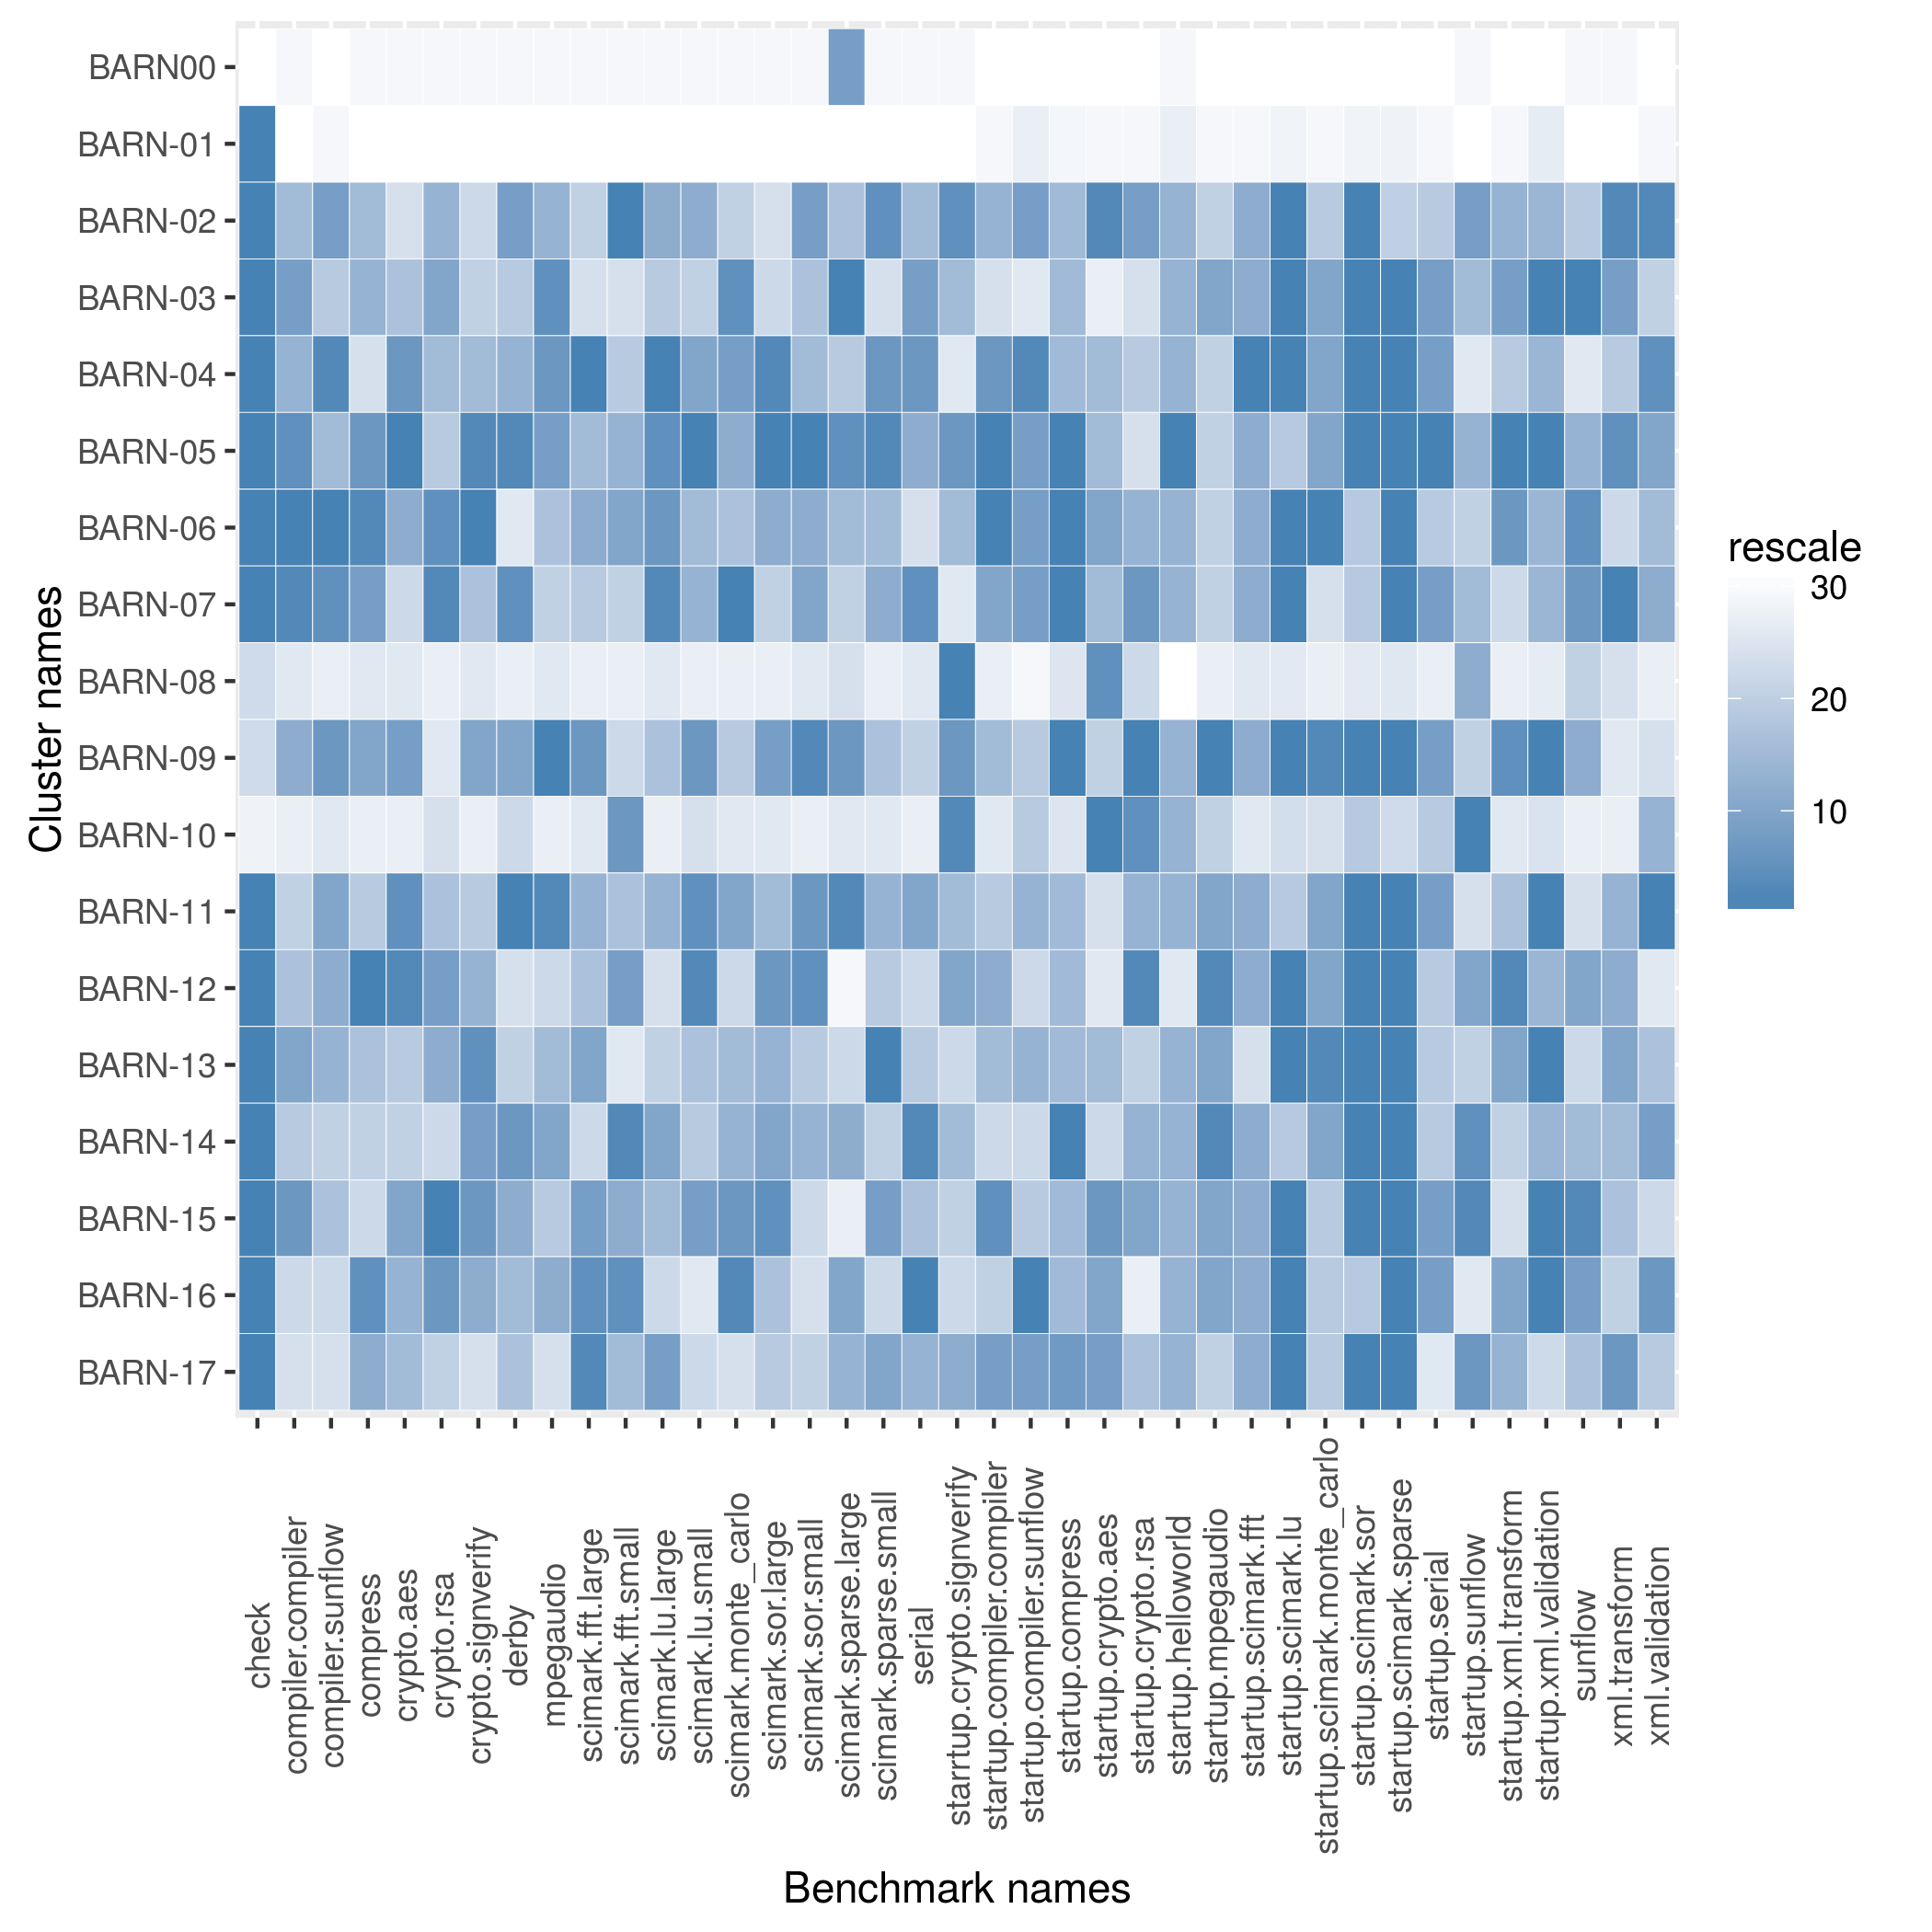 BARN00
BARN-01
BARN-02
BARN-03
BARN-04
BARN-05
BARN-06
BARN-07
BARN-08
BARN-09
BARN-10
BARN-11
BARN-12
BARN-13
BARN-14
BARN-15
BARN-16
BARN-17
Cluster names
rescale
30
20
10
check
compiler.compiler
compiler.sunflow
compress
crypto.aes
crypto.rsa
crypto.signverify
derby
mpegaudio
scimark.fft.large
scimark.fft.small
scimark.lu.large
scimark.lu.small
scimark.monte_carlo
scimark.sor.large
scimark.sor.small
scimark.sparse.large
scimark.sparse.small
serial
starrtup.crypto.signverify
startup.compiler.compiler
startup.compiler.sunflow
startup.compress
startup.crypto.aes
startup.crypto.rsa
startup.helloworld
startup.mpegaudio
startup.scimark.fft
startup.scimark.lu
startup.scimark.monte_carlo
startup.scimark.sor
startup.scimark.sparse
startup.serial
startup.sunflow
startup.xml.transform
startup.xml.validation
sunflow
xml.transform
xml.validation
Benchmark names